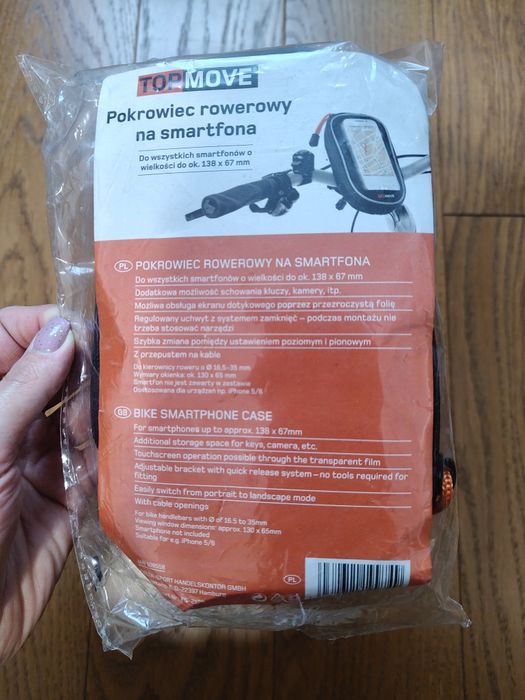 TOPMOVE
Pokrowiec rowerowy
na smartfona
Do wszystkich smartfonów o
wielkości do ok. 138 x 67 mm
PL POKROWIEC ROWEROWY NA SMARTFONA
Do wszystkich smartfonów o wielkości do ok. 138 x 67 mm
Dodatkowa możliwość schowania kluczy, kamery, itp.
Możliwa obsługa ekranu dotykowego poprzez przezroczystą folię
Regulowany uchwyt z systemem zamknięć – podczas montażu nie
trzeba stosować narzędzi
Szybka zmiana pomiędzy ustawieniem poziomym i pionowym
Z przepustem na kable
Do kierownicy roweru o Ø 16,5-35 mm
Wymiary okienka: ok. 130 x 65 mm
Smartfon nie jest zawarty w zestawie
Dostosowana dla urządzeń np. iPhone 5/6
GB BIKE SMARTPHONE CASE
For smartphones up to approx. 138 x 67mm
Additional storage space for keys, camera, etc.
Touchscreen operation possible through the transparent film
Adjustable bracket with quick release system – no tools required for
fitting
Easily switch from portrait to landscape mode
With cable openings
For bike handlebars with Ø of 16.5 to 35mm
Viewing window dimensions: approx. 130 x 65mm
Smartphone not included
Suitable for e.g. iPhone 5/6
HANDELSKONTOR GMBH
D-22397 Hamburg
PL